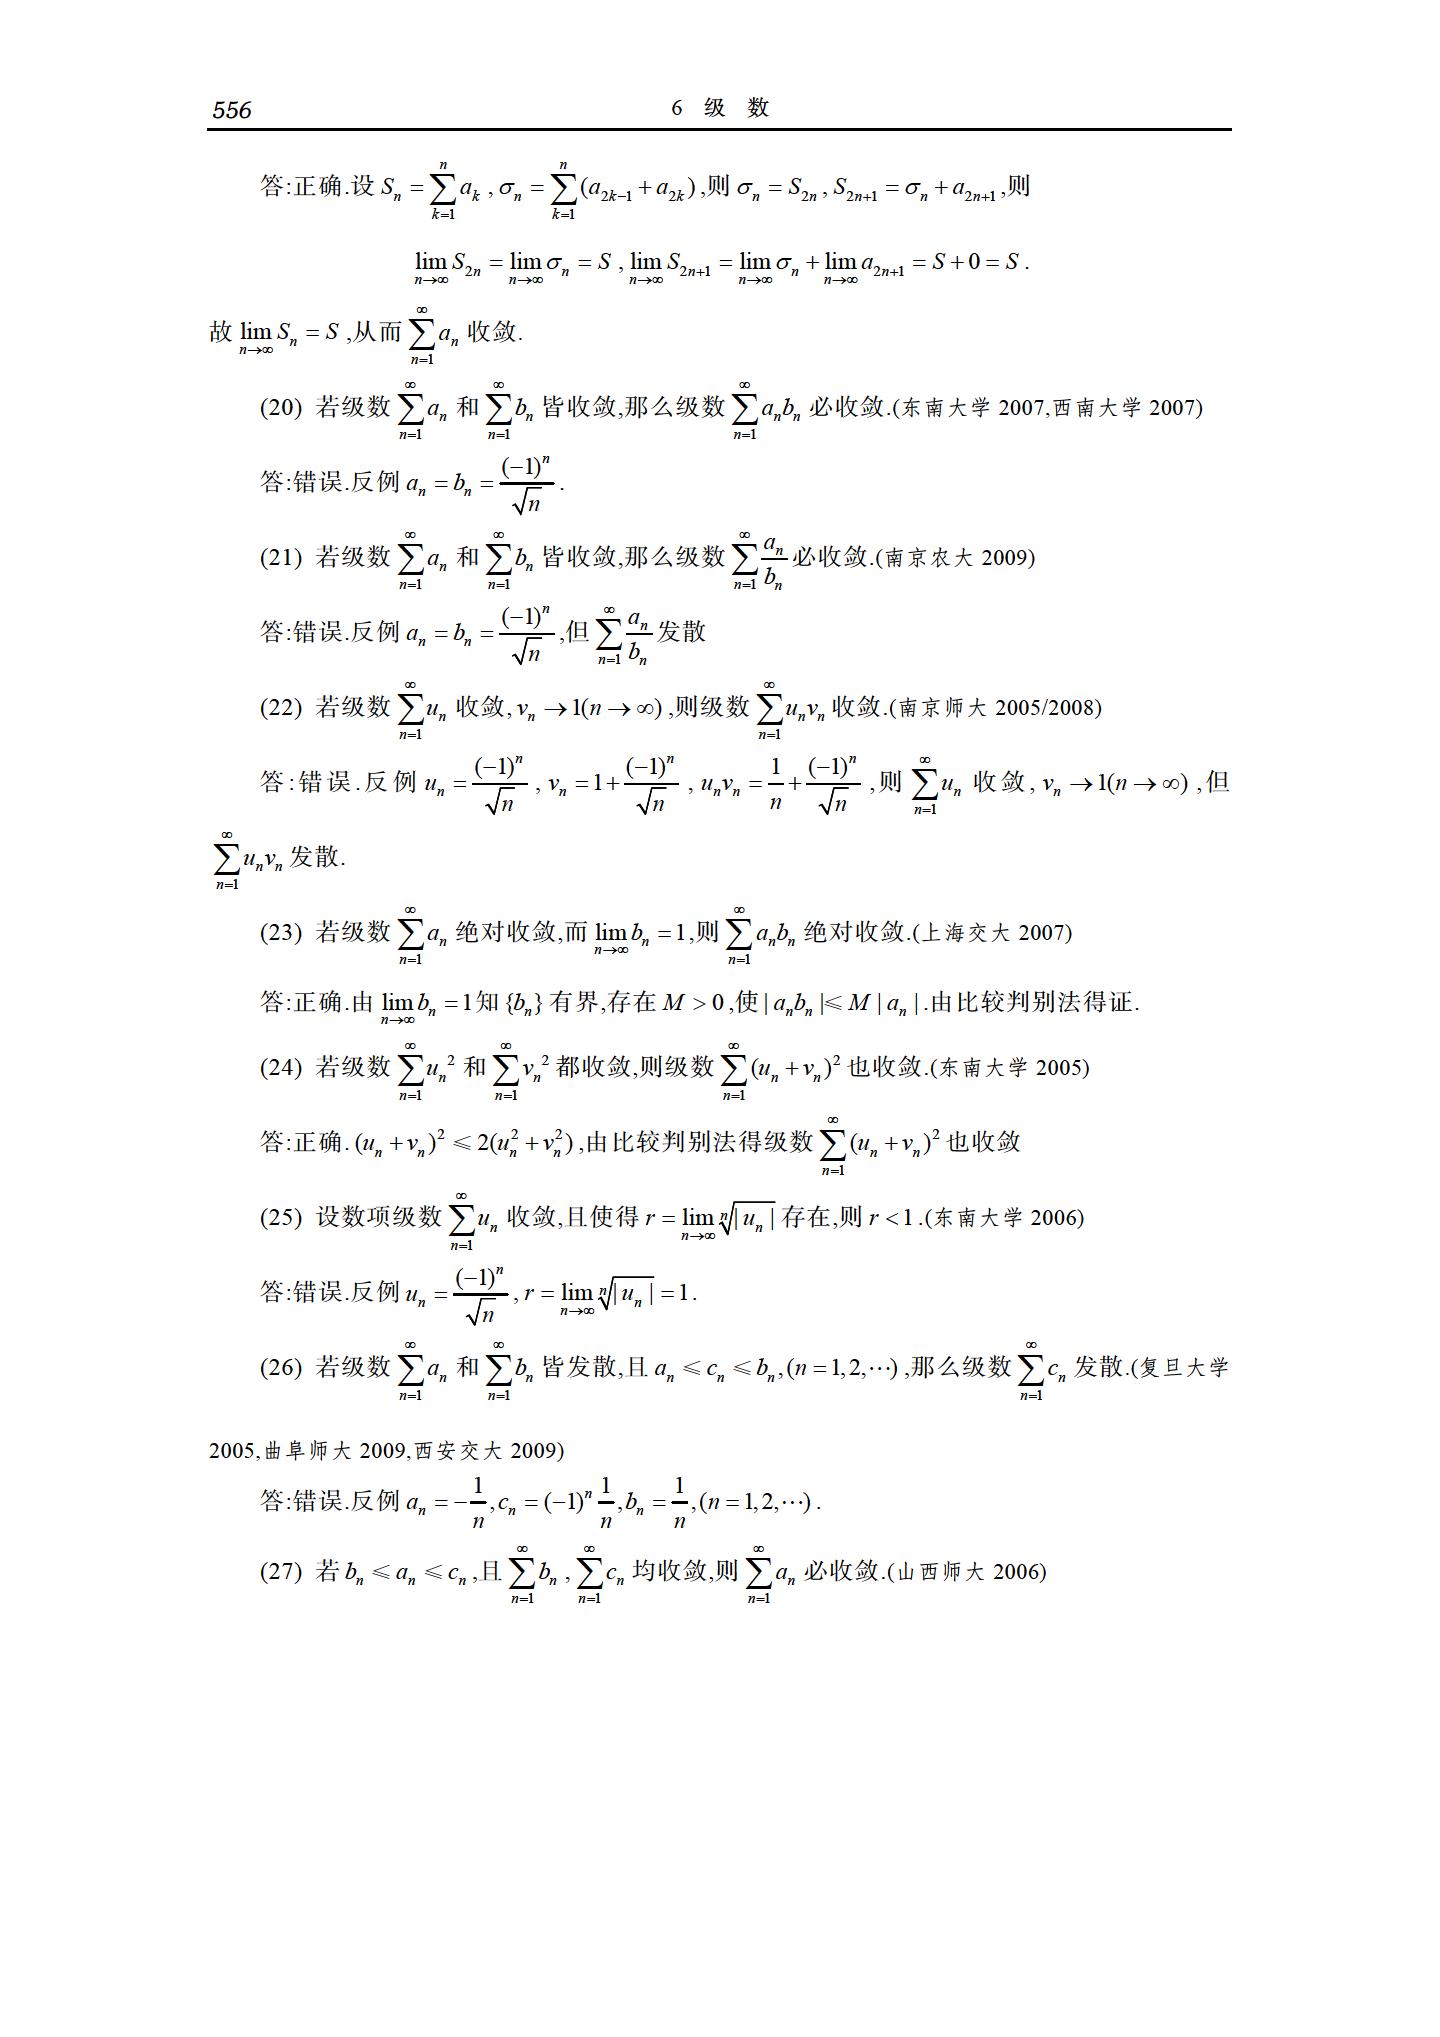 556 6 级 数
答:正确.设 $S_n=\sum_{k=1}^{n}a_k$,$\sigma_n=\sum_{k=1}^{n}(a_{2k-1}+a_{2k})$,则 $\sigma_n=S_{2n}$,$S_{2n+1}=\sigma_n+a_{2n+1}$,则
$\lim_{n\to\infty}S_{2n}=\lim_{n\to\infty}\sigma_n=S$,$\lim_{n\to\infty}S_{2n+1}=\lim_{n\to\infty}\sigma_n+\lim_{n\to\infty}a_{2n+1}=S+0=S$.
故 $\lim_{n\to\infty}S_n=S$,从而 $\sum_{n=1}^{\infty}a_n$ 收敛.
(20) 若级数 $\sum_{n=1}^{\infty}a_n$ 和 $\sum_{n=1}^{\infty}b_n$ 皆收敛,那么级数 $\sum_{n=1}^{\infty}a_nb_n$ 必收敛.(东南大学 2007,西南大学 2007)
答:错误.反例 $a_n=b_n=\frac{(-1)^n}{\sqrt{n}}$.
(21) 若级数 $\sum_{n=1}^{\infty}a_n$ 和 $\sum_{n=1}^{\infty}b_n$ 皆收敛,那么级数 $\sum_{n=1}^{\infty}\frac{a_n}{b_n}$ 必收敛.(南京农大 2009)
答:错误.反例 $a_n=b_n=\frac{(-1)^n}{\sqrt{n}}$,但 $\sum_{n=1}^{\infty}\frac{a_n}{b_n}$ 发散
(22) 若级数 $\sum_{n=1}^{\infty}u_n$ 收敛,$v_n\to 1(n\to\infty)$,则级数 $\sum_{n=1}^{\infty}u_nv_n$ 收敛.(南京师大 2005/2008)
答:错误.反例 $u_n=\frac{(-1)^n}{\sqrt{n}}$,$v_n=1+\frac{(-1)^n}{\sqrt{n}}$,$u_nv_n=\frac{1}{n}+\frac{(-1)^n}{\sqrt{n}}$,则 $\sum_{n=1}^{\infty}u_n$ 收敛,$v_n\to 1(n\to\infty)$,但
$\sum_{n=1}^{\infty}u_nv_n$ 发散.
(23) 若级数 $\sum_{n=1}^{\infty}a_n$ 绝对收敛,而 $\lim_{n\to\infty}b_n=1$,则 $\sum_{n=1}^{\infty}a_nb_n$ 绝对收敛.(上海交大 2007)
答:正确.由 $\lim_{n\to\infty}b_n=1$ 知 $\{b_n\}$ 有界,存在 $M>0$,使 $|a_nb_n|\leqslant M|a_n|$.由比较判别法得证.
(24) 若级数 $\sum_{n=1}^{\infty}u_n{}^2$ 和 $\sum_{n=1}^{\infty}v_n{}^2$ 都收敛,则级数 $\sum_{n=1}^{\infty}(u_n+v_n)^2$ 也收敛.(东南大学 2005)
答:正确.$(u_n+v_n)^2\leqslant 2(u_n^2+v_n^2)$,由比较判别法得级数 $\sum_{n=1}^{\infty}(u_n+v_n)^2$ 也收敛
(25) 设数项级数 $\sum_{n=1}^{\infty}u_n$ 收敛,且使得 $r=\lim_{n\to\infty}\sqrt[n]{|u_n|}$ 存在,则 $r<1$.(东南大学 2006)
答:错误.反例 $u_n=\frac{(-1)^n}{\sqrt{n}}$,$r=\lim_{n\to\infty}\sqrt[n]{|u_n|}=1$.
(26) 若级数 $\sum_{n=1}^{\infty}a_n$ 和 $\sum_{n=1}^{\infty}b_n$ 皆发散,且 $a_n\leqslant c_n\leqslant b_n,(n=1,2,\cdots)$,那么级数 $\sum_{n=1}^{\infty}c_n$ 发散.(复旦大学
2005,曲阜师大 2009,西安交大 2009)
答:错误.反例 $a_n=-\frac{1}{n},c_n=(-1)^n\frac{1}{n},b_n=\frac{1}{n},(n=1,2,\cdots)$.
(27) 若 $b_n\leqslant a_n\leqslant c_n$,且 $\sum_{n=1}^{\infty}b_n$,$\sum_{n=1}^{\infty}c_n$ 均收敛,则 $\sum_{n=1}^{\infty}a_n$ 必收敛.(山西师大 2006)